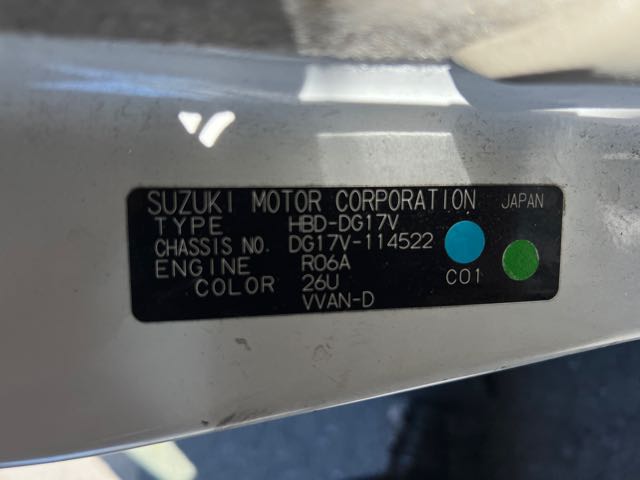 SUZUKI MOTOR CORPORATION JAPAN
TYPE HBD-DG17V
CHASSIS NO. DG17V-114522
ENGINE R06A
COLOR 26U C01
VVAN-D